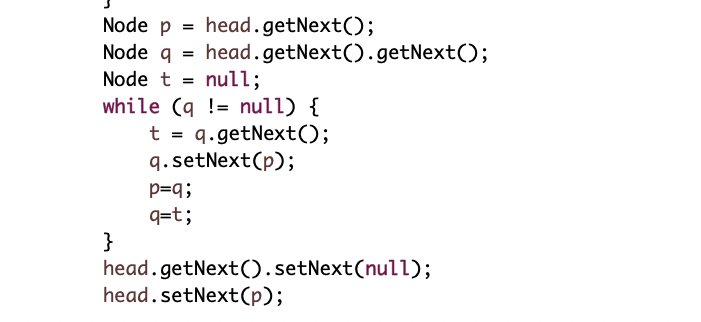 }
Node p = head.getNext();
Node q = head.getNext().getNext();
Node t = null;
while (q != null) {
    t = q.getNext();
    q.setNext(p);
    p=q;
    q=t;
}
head.getNext().setNext(null);
head.setNext(p);